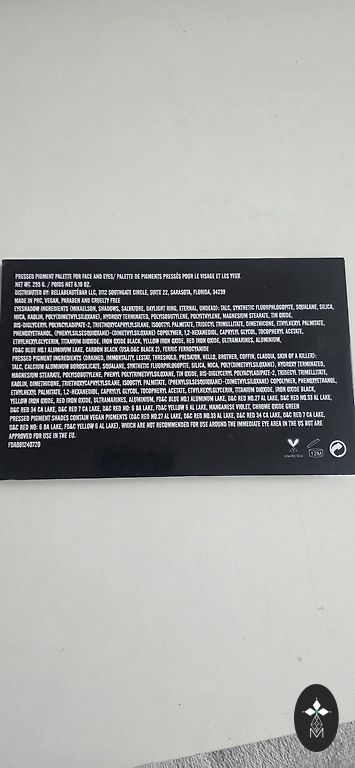 PRESSED PIGMENT PALETTE FOR FACE AND EYES/ PALETTE DE PIGMENTS PRESSÉS POUR LE VISAGE ET LES YEUX
NET WT. 255 G. / POIDS NET 6.10 OZ.
DISTRIBUTED BY: BELLABEAUTÉBAR LLC, 3112 SOUTHGATE CIRCLE, SUITE 22, SARASOTA, FLORIDA, 34239
MADE IN PRC, VEGAN, PARABEN AND CRUELTY FREE
EYESHADOW INGREDIENTS (MIKAELSON, SHADOWS, SALVATORE, DAYLIGHT RING, ETERNAL, UNDEAD): TALC, SYNTHETIC FLUORPHLOGOPITE, SQUALANE, SILICA,
MICA, KAOLIN, POLY(DIMETHYLSILOXANE), HYDROXY TERMINATED, POLYISOBUTYLENE, POLYETHYLENE, MAGNESIUM STEARATE, TIN OXIDE,
BIS-DIGLYCERYL POLYACYLADIPATE-2, TRIETHOXYCAPRYLYLSILANE, ISOOCTYL PALMITATE, TRIDECYL TRIMELLITATE, DIMETHICONE, ETHYLHEXYL PALMITATE,
PHENOXYETHANOL, (PHENYLSILSESQUIOXANE)-(DIMETHYLSILOXANE) COPOLYMER, 1,2-HEXANEDIOL, CAPRYLYL GLYCOL, TOCOPHERYL ACETATE,
ETHYLHEXYLGLYCERIN, TITANIUM DIOXIDE, IRON OXIDE BLACK, YELLOW IRON OXIDE, RED IRON OXIDE, ULTRAMARINES, ALUMINIUM,
FD&C BLUE NO.1 ALUMINUM LAKE, CARBON BLACK (USA:D&C BLACK 2), FERRIC FERROCYANIDE
PRESSED PIGMENT INGREDIENTS (DRAINED, IMMORTALITY, LESTAT, THRESHOLD, PREDATOR, HELLO, BROTHER, COFFIN, CLAUDIA, SKIN OF A KILLER):
TALC, CALCIUM ALUMINUM BOROSILICATE, SQUALANE, SYNTHETIC FLUORPHLOGOPITE, SILICA, MICA, POLY(DIMETHYLSILOXANE), HYDROXY TERMINATED,
MAGNESIUM STEARATE, POLYISOBUTENE, PHENYL POLYTRIMETHYLSILOXANE, TIN OXIDE, BIS-DIGLYCERYL POLYACYLADIPATE-2, TRIDECYL TRIMELLITATE,
KAOLIN, DIMETHICONE, TRIETHOXYCAPRYLYLSILANE, ISOOCTYL PALMITATE, (PHENYLSILSESQUIOXANE)-(DIMETHYLSILOXANE) COPOLYMER, PHENOXYETHANOL,
ETHYLHEXYL PALMITATE, 1,2-HEXANEDIOL, CAPRYLYL GLYCOL, TOCOPHERYL ACETATE, ETHYLHEXYLGLYCERIN, TITANIUM DIOXIDE, IRON OXIDE BLACK,
YELLOW IRON OXIDE, RED IRON OXIDE, ULTRAMARINES, ALUMINIUM, FD&C BLUE NO.1 ALUMINUM LAKE, D&C RED NO.27 AL LAKE, D&C RED NO.33 AL LAKE,
D&C RED 34 CA LAKE, D&C RED 7 CA LAKE, D&C RED NO: 6 BA LAKE, FD&C YELLOW 6 AL LAKE), MANGANESE VIOLET, CHROME OXIDE GREEN
PRESSED PIGMENT SHADES CONTAIN VEGAN PIGMENTS (D&C RED NO.27 AL LAKE, D&C RED NO.33 AL LAKE, D&C RED 34 CA LAKE, D&C RED 7 CA LAKE,
D&C RED NO: 6 BA LAKE, FD&C YELLOW 6 AL LAKE), WHICH ARE NOT RECOMMENDED FOR USE AROUND THE IMMEDIATE EYE AREA IN THE US BUT ARE
APPROVED FOR USE IN THE EU.
cruelty free
12M
M